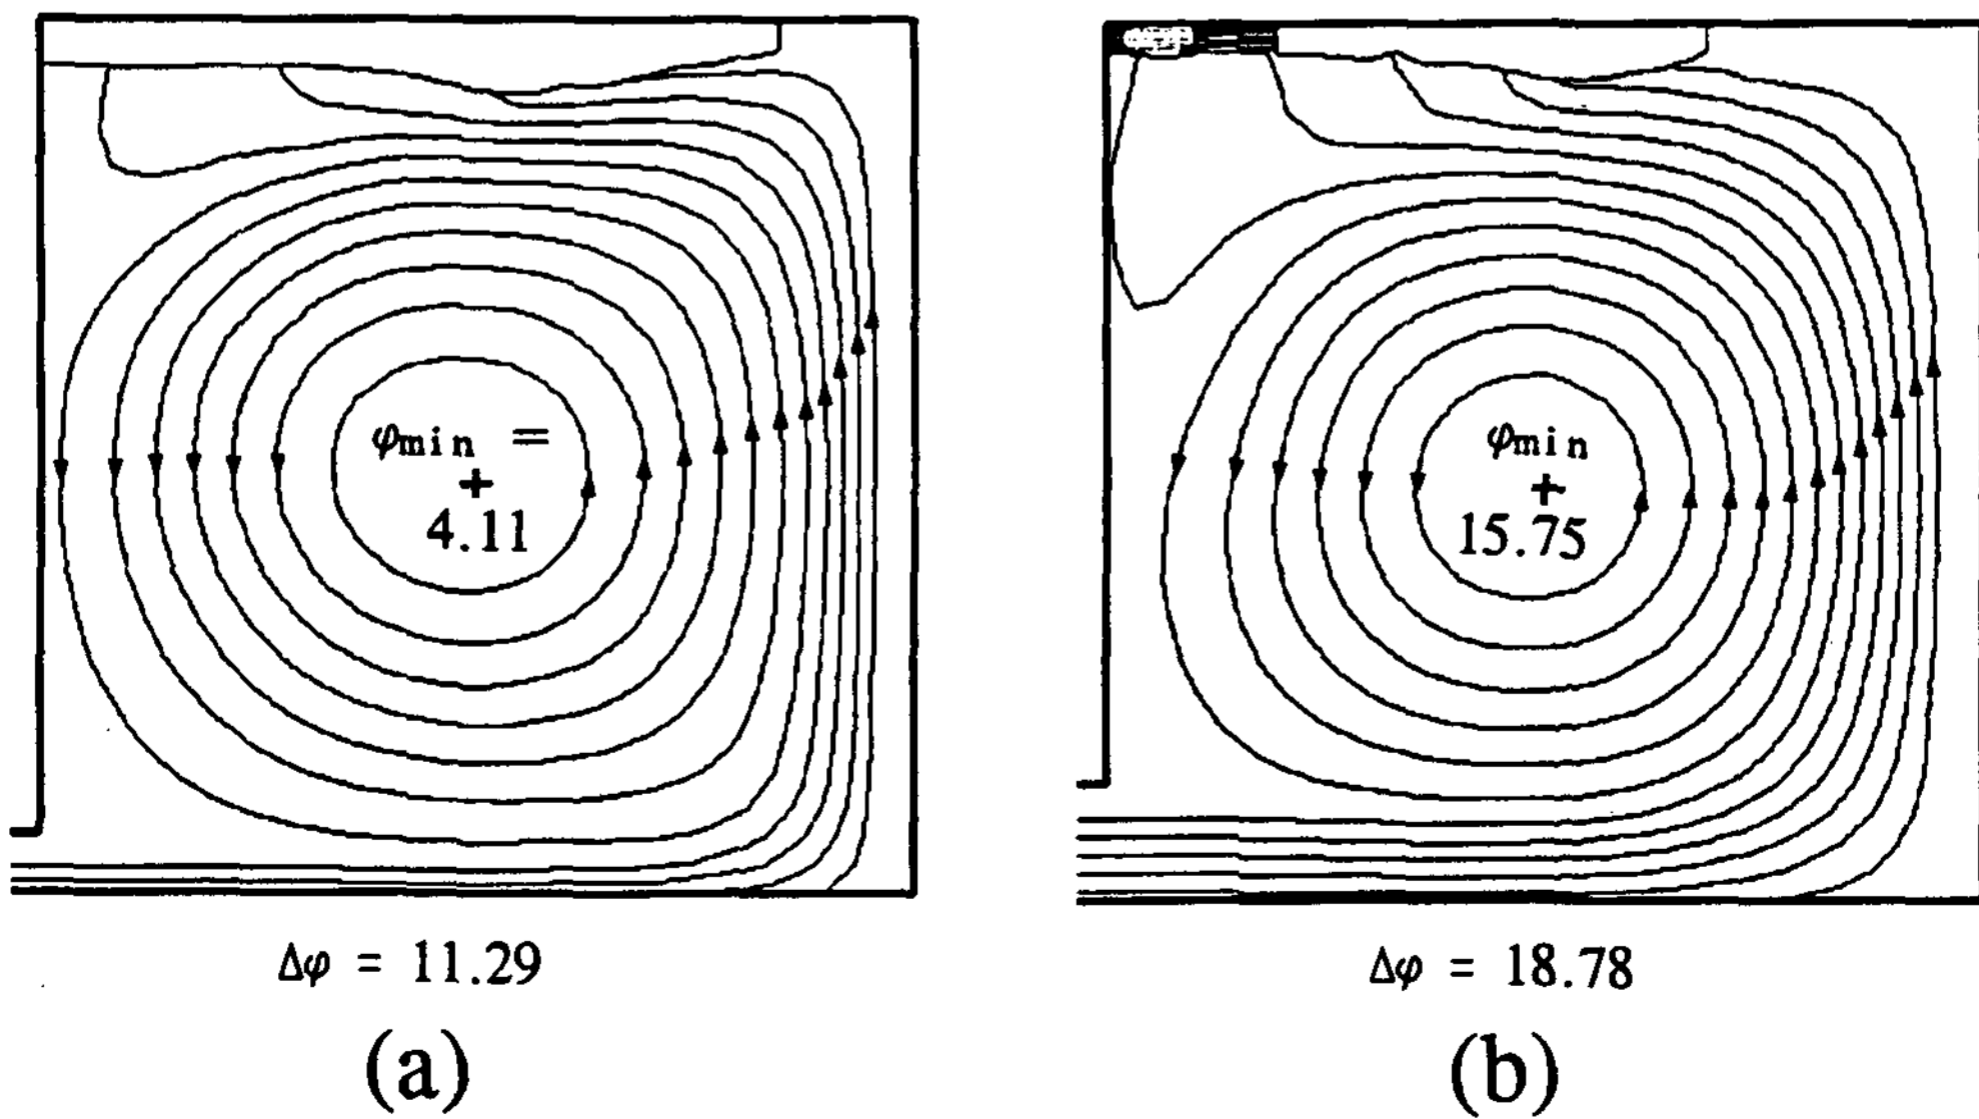 φmin =
+
4.11
φmin
+
15.75
Δφ = 11.29
Δφ = 18.78
(a)
(b)